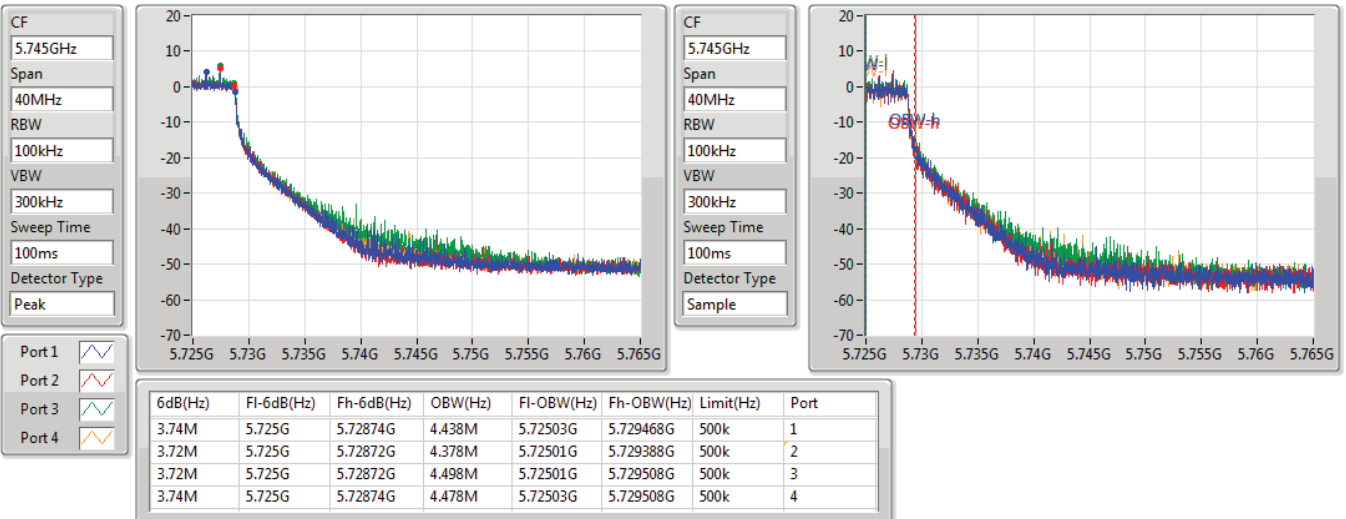 CF
5.745GHz
Span
40MHz
RBW
100kHz
VBW
300kHz
Sweep Time
100ms
Detector Type
Peak
20
10
0
-10
-20
-30
-40
-50
-60
-70
5.725G 5.73G 5.735G 5.74G 5.745G 5.75G 5.755G 5.76G 5.765G
CF
5.745GHz
Span
40MHz
RBW
100kHz
VBW
300kHz
Sweep Time
100ms
Detector Type
Sample
20
10
0
-10
-20
-30
-40
-50
-60
-70
W-l
OBW-h
5.725G 5.73G 5.735G 5.74G 5.745G 5.75G 5.755G 5.76G 5.765G
Port 1
Port 2
Port 3
Port 4
6dB(Hz) Fl-6dB(Hz) Fh-6dB(Hz) OBW(Hz) Fl-OBW(Hz) Fh-OBW(Hz) Limit(Hz) Port
3.74M 5.725G 5.72874G 4.438M 5.72503G 5.729468G 500k 1
3.72M 5.725G 5.72872G 4.378M 5.72501G 5.729388G 500k 2
3.72M 5.725G 5.72872G 4.498M 5.72501G 5.729508G 500k 3
3.74M 5.725G 5.72874G 4.478M 5.72503G 5.729508G 500k 4